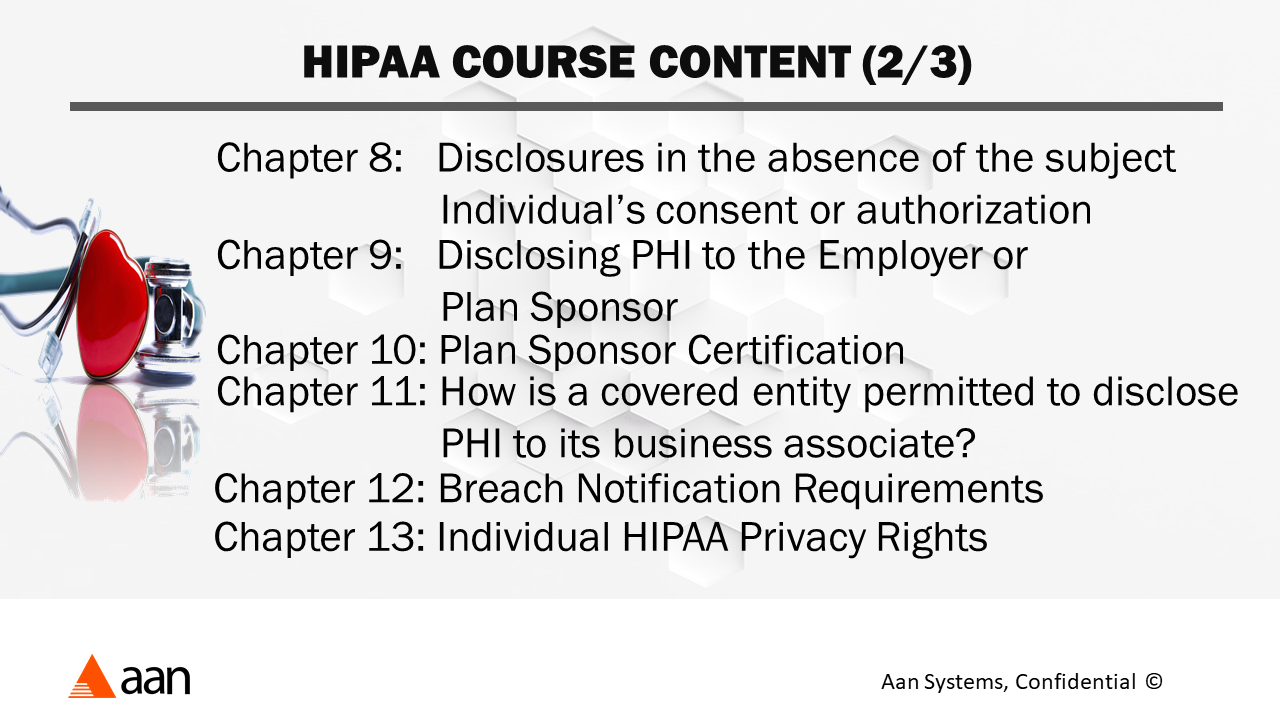 HIPAA COURSE CONTENT (2/3)
Chapter 8: Disclosures in the absence of the subject
Individual’s consent or authorization
Chapter 9: Disclosing PHI to the Employer or
Plan Sponsor
Chapter 10: Plan Sponsor Certification
Chapter 11: How is a covered entity permitted to disclose
PHI to its business associate?
Chapter 12: Breach Notification Requirements
Chapter 13: Individual HIPAA Privacy Rights
aan
Aan Systems, Confidential ©